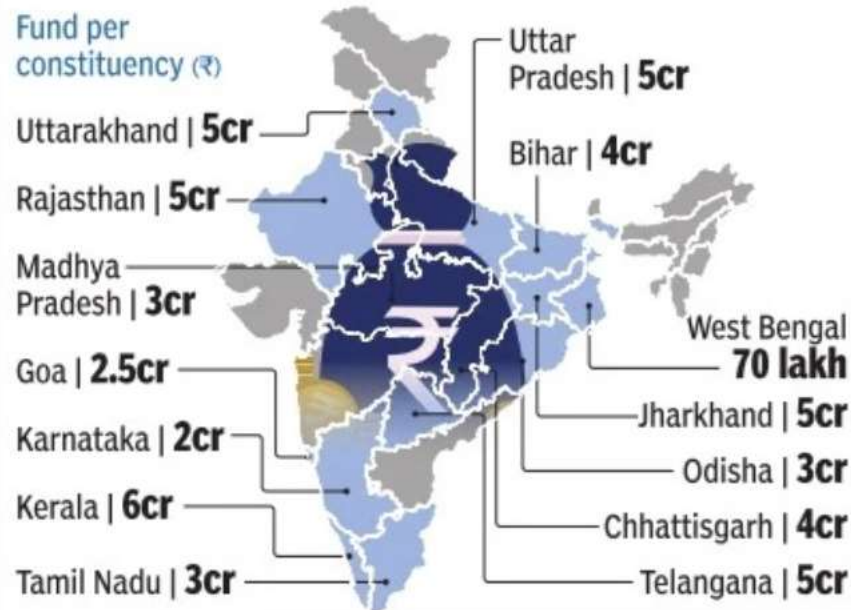 Fund per
constituency (₹)
Uttarakhand | 5cr
Rajasthan | 5cr
Madhya
Pradesh | 3cr
Goa | 2.5cr
Karnataka | 2cr
Kerala | 6cr
Tamil Nadu | 3cr
Uttar
Pradesh | 5cr
Bihar | 4cr
West Bengal
70 lakh
Jharkhand | 5cr
Odisha | 3cr
Chhattisgarh | 4cr
Telangana | 5cr
₹